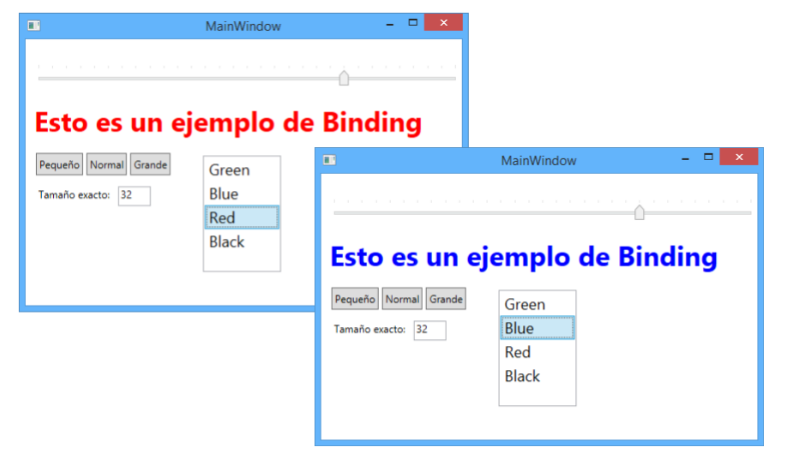 MainWindow
Esto es un ejemplo de Binding
Pequeño Normal Grande
Tamaño exacto: 32
Green
Blue
Red
Black
MainWindow
Esto es un ejemplo de Binding
Pequeño Normal Grande
Tamaño exacto: 32
Green
Blue
Red
Black